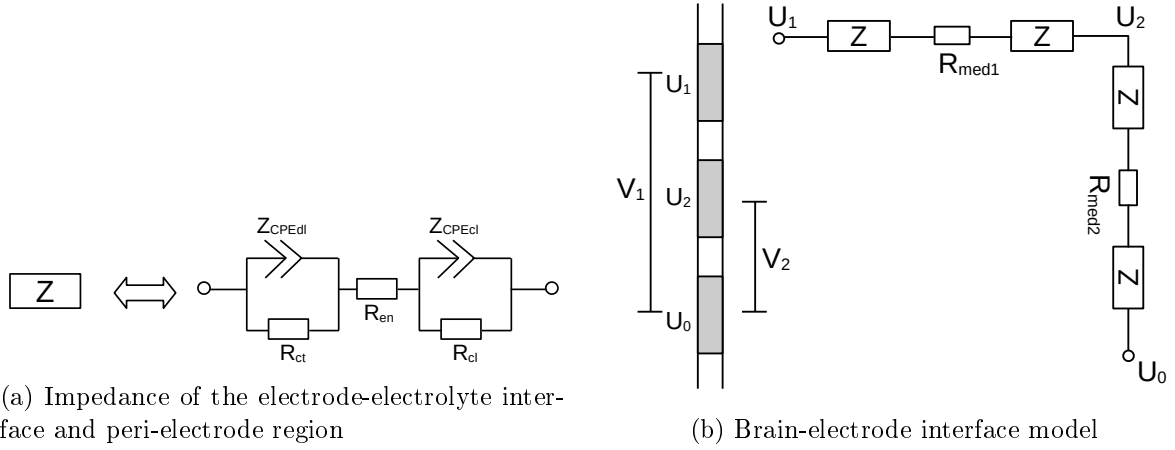 Z
Z_CPEdl
R_ct
R_en
Z_CPEcl
R_cl
(a) Impedance of the electrode-electrolyte inter-
face and peri-electrode region
V_1
U_1
U_2
U_0
V_2
U_1
Z
R_med1
Z
U_2
Z
R_med2
Z
U_0
(b) Brain-electrode interface model